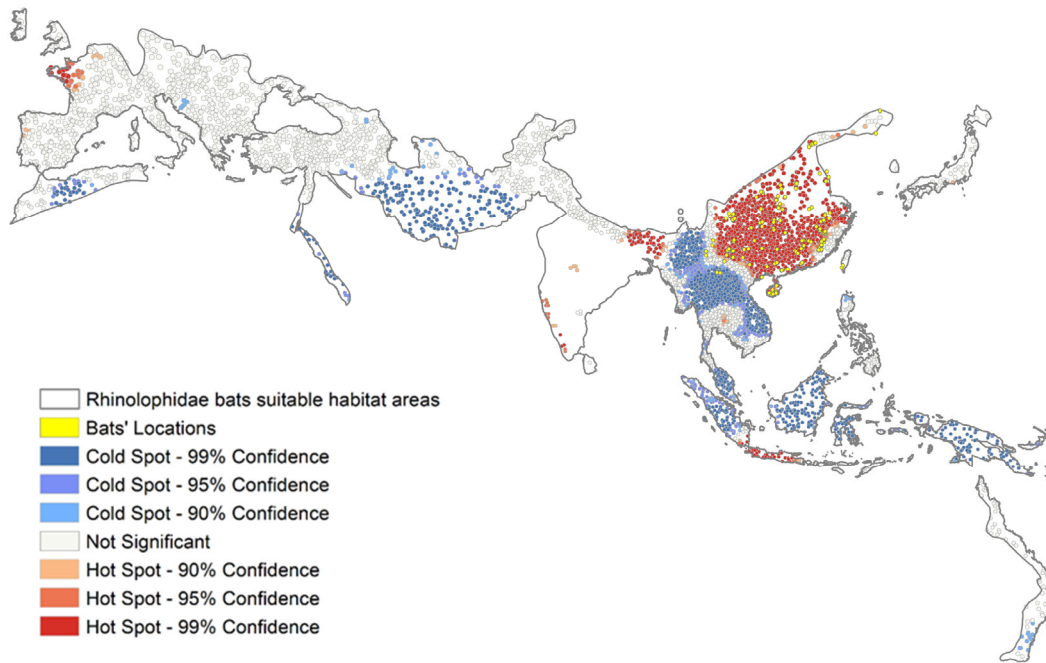 Rhinolophidae bats suitable habitat areas
Bats' Locations
Cold Spot - 99% Confidence
Cold Spot - 95% Confidence
Cold Spot - 90% Confidence
Not Significant
Hot Spot - 90% Confidence
Hot Spot - 95% Confidence
Hot Spot - 99% Confidence